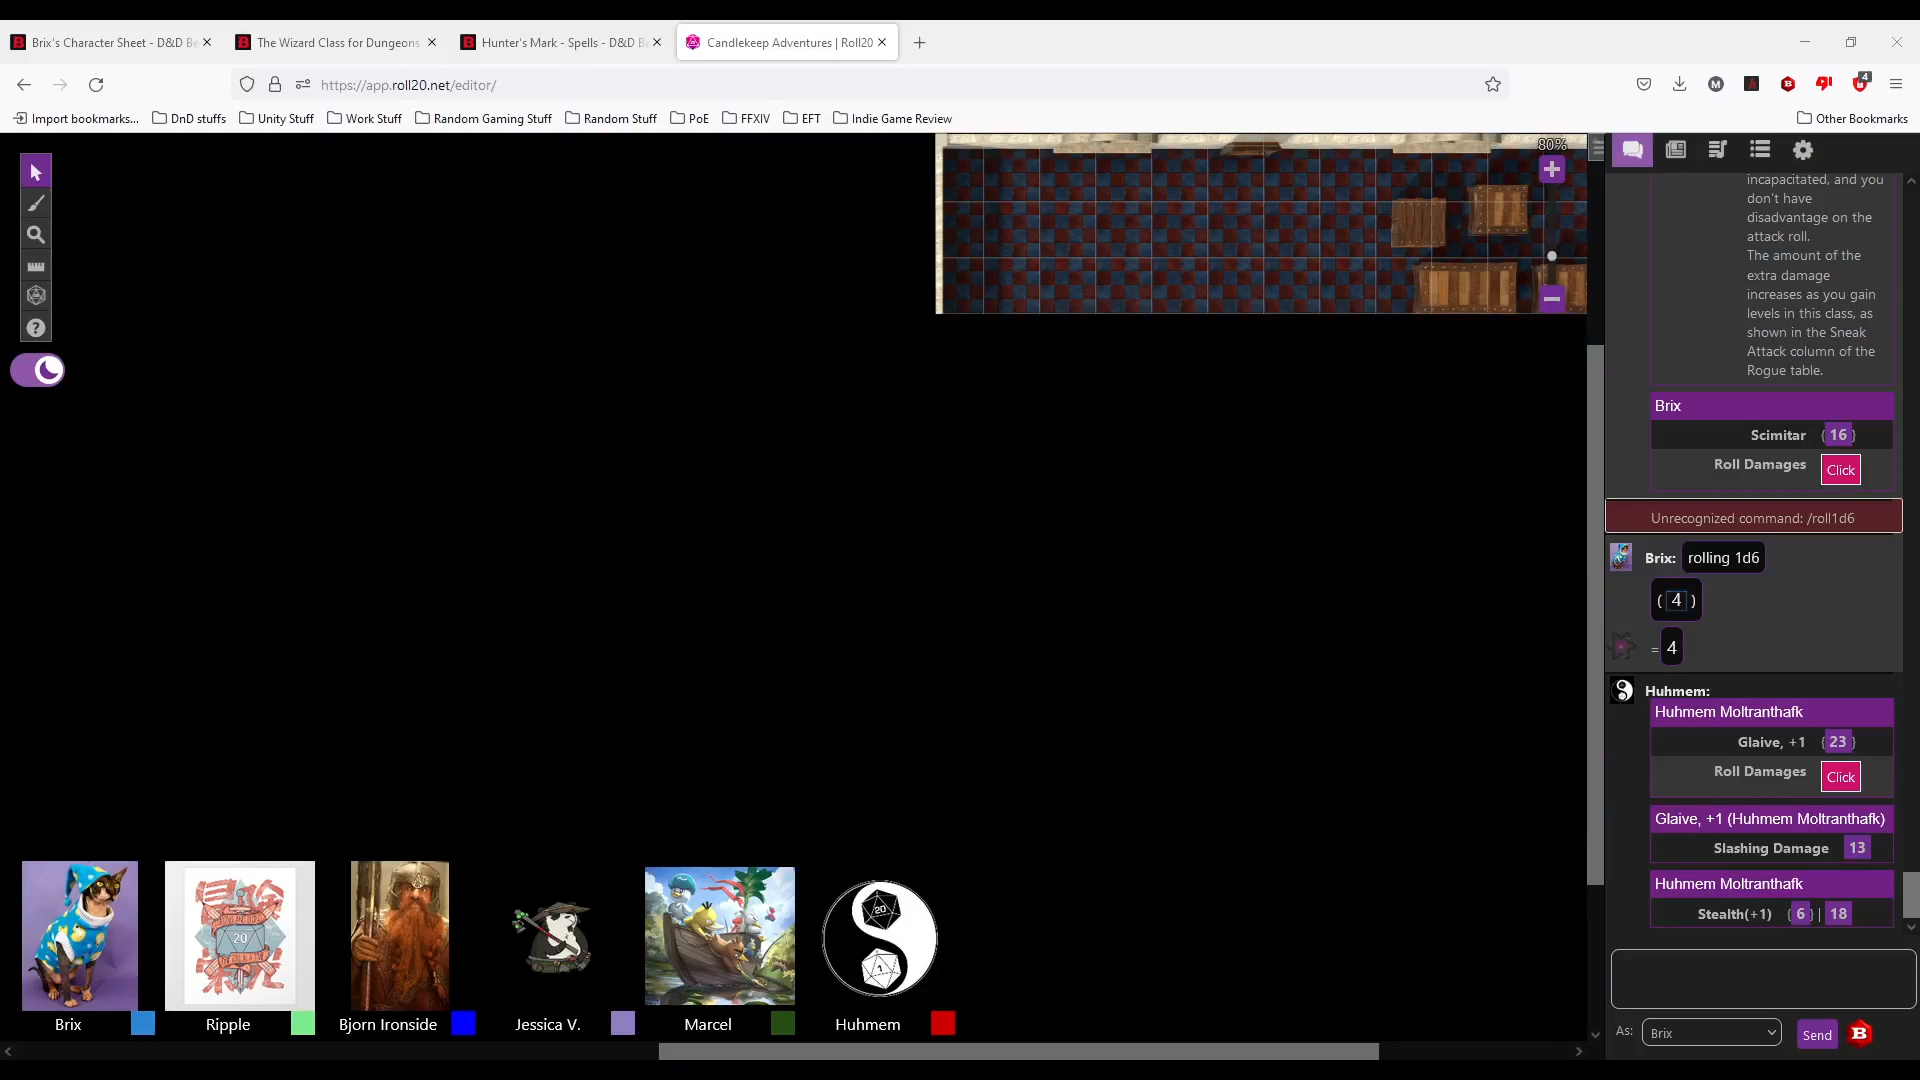 Brix's Character Sheet - D&D Be
The Wizard Class for Dungeons
Hunter's Mark - Spells - D&D Be
Candlekeep Adventures | Roll20
https://app.roll20.net/editor/
4
Import bookmarks...
DnD stuffs
Unity Stuff
Work Stuff
Random Gaming Stuff
Random Stuff
PoE
FFXIV
EFT
Indie Game Review
Other Bookmarks
80%
incapacitated, and you
don't have
disadvantage on the
attack roll.
The amount of the
extra damage
increases as you gain
levels in this class, as
shown in the Sneak
Attack column of the
Rogue table.
Brix
Scimitar {16}
Roll Damages Click
Unrecognized command: /roll1d6
Brix: rolling 1d6
(4)
=4
Huhmem:
Huhmem Moltranthafk
Glaive, +1 {23}
Roll Damages Click
Glaive, +1 (Huhmem Moltranthafk)
Slashing Damage 13
Huhmem Moltranthafk
Stealth(+1) {6} | 18
20
20
1
Brix
Ripple
Bjorn Ironside
Jessica V.
Marcel
Huhmem
As: Brix Send B